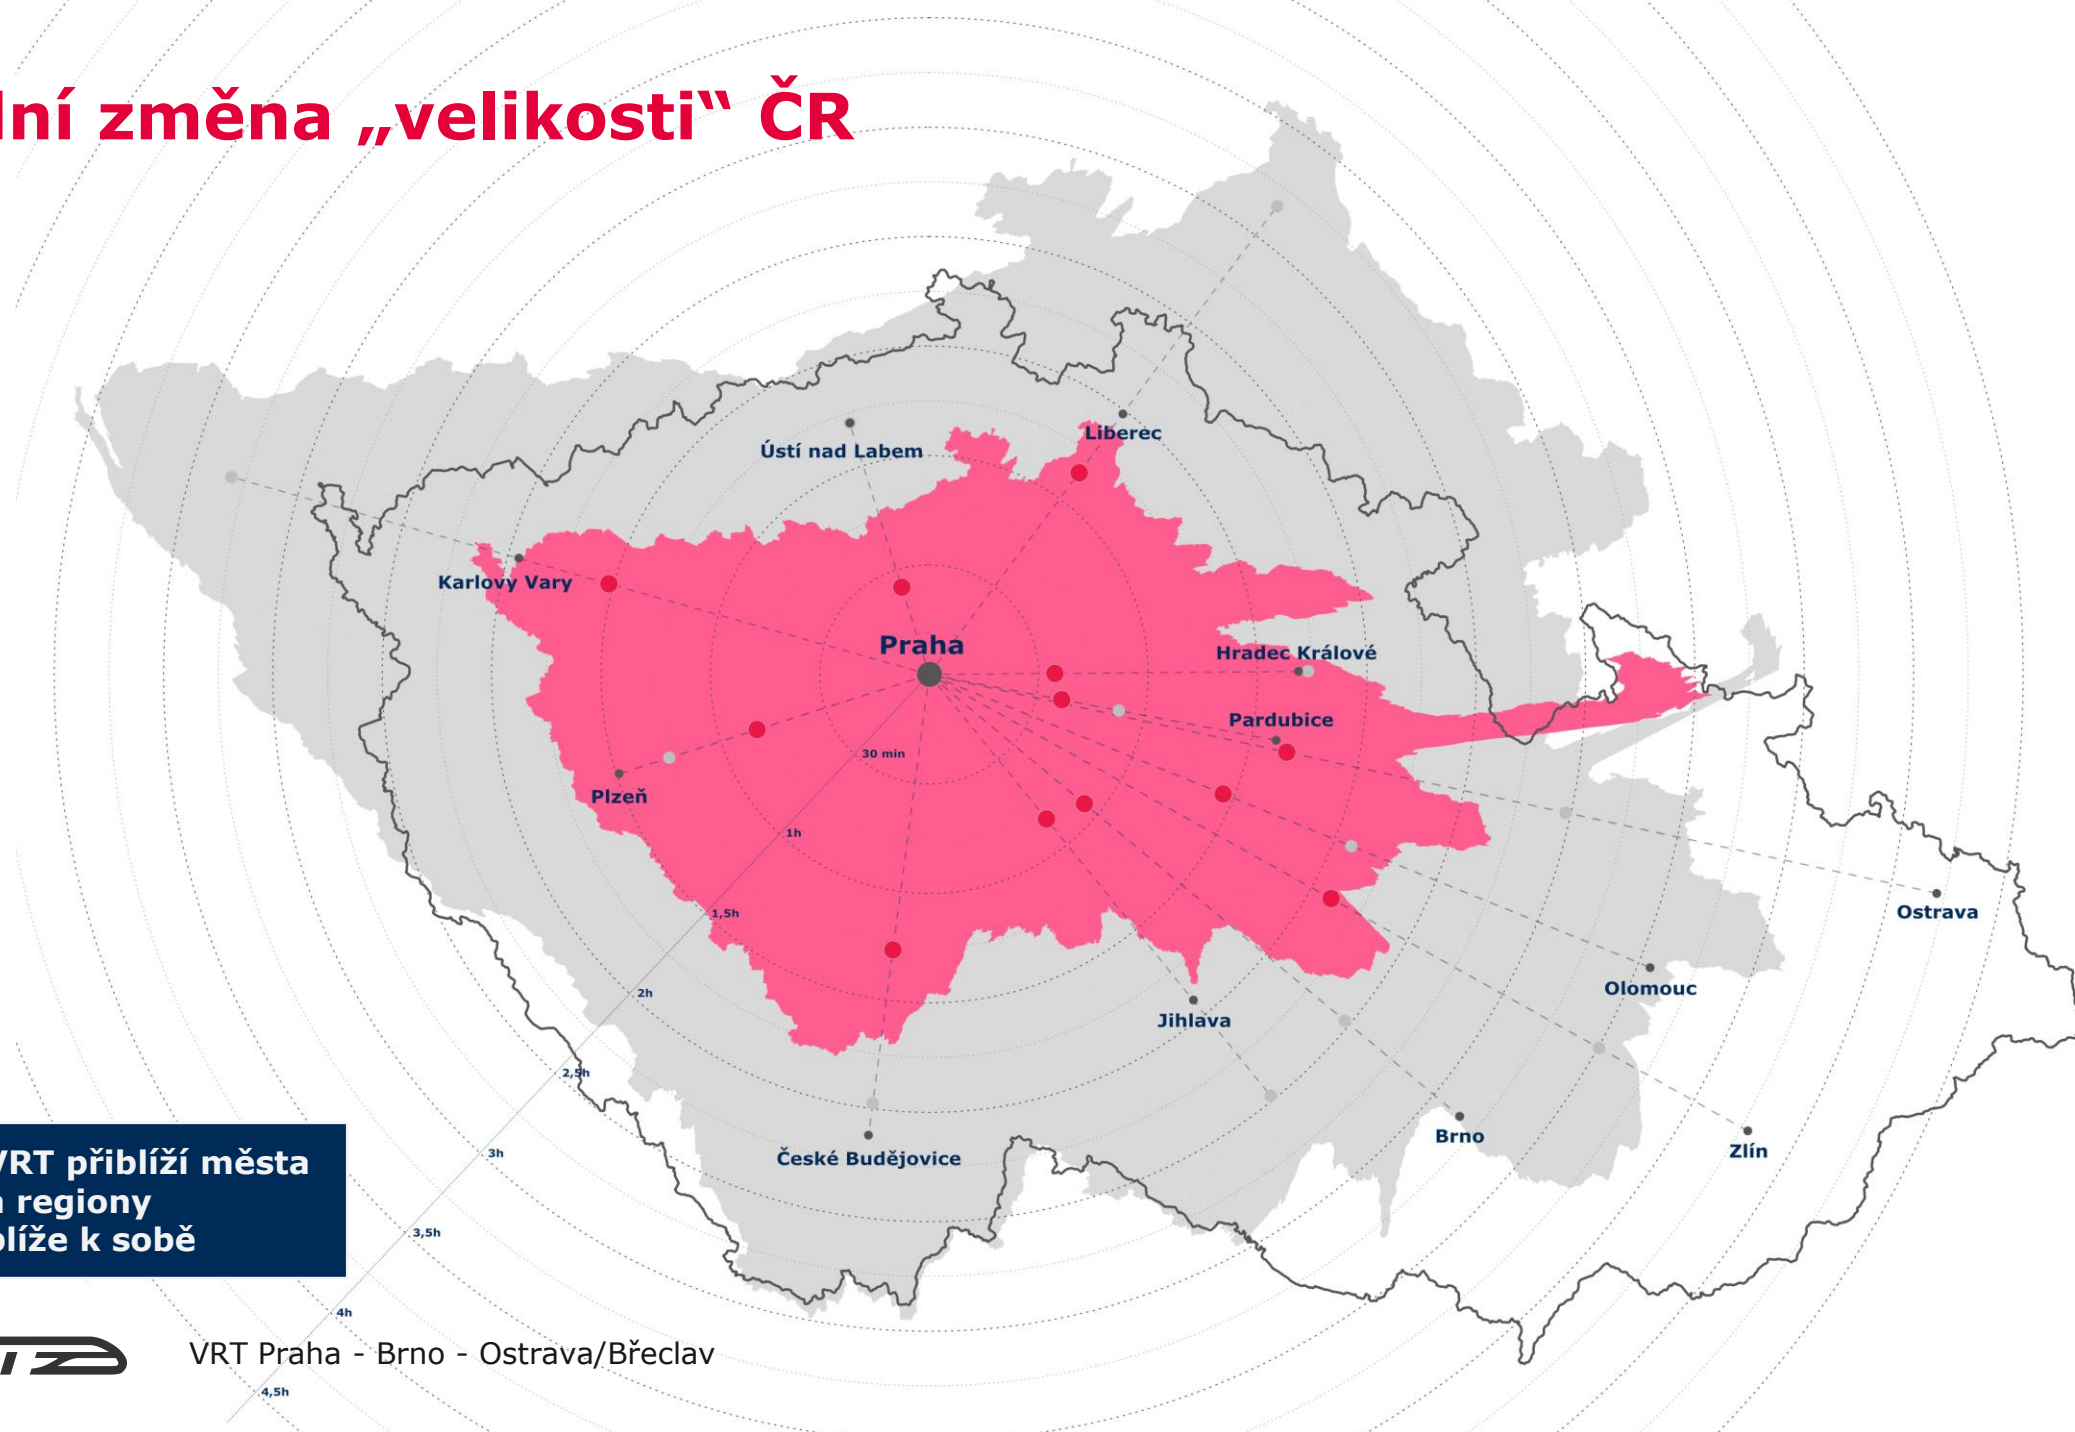 lní změna „velikosti“ ČR
Liberec
Ústí nad Labem
Karlovy Vary
Praha
Hradec Králové
Pardubice
30 min
Plzeň
1h
Ostrava
1,5h
Olomouc
2h
Jihlava
2,5h
Brno
Zlín
České Budějovice
3h
VRT přiblíží města
a regiony
blíže k sobě
3,5h
4h
VRT Praha - Brno - Ostrava/Břeclav
4,5h